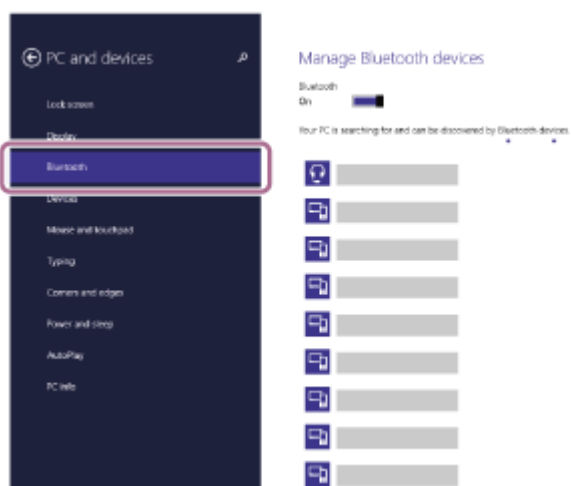 PC and devices
Lock screen
Display
Bluetooth
Devices
Mouse and touchpad
Typing
Corners and edges
Power and sleep
AutoPlay
PC info
Manage Bluetooth devices
Bluetooth
On
Your PC is searching for and can be discovered by Bluetooth devices